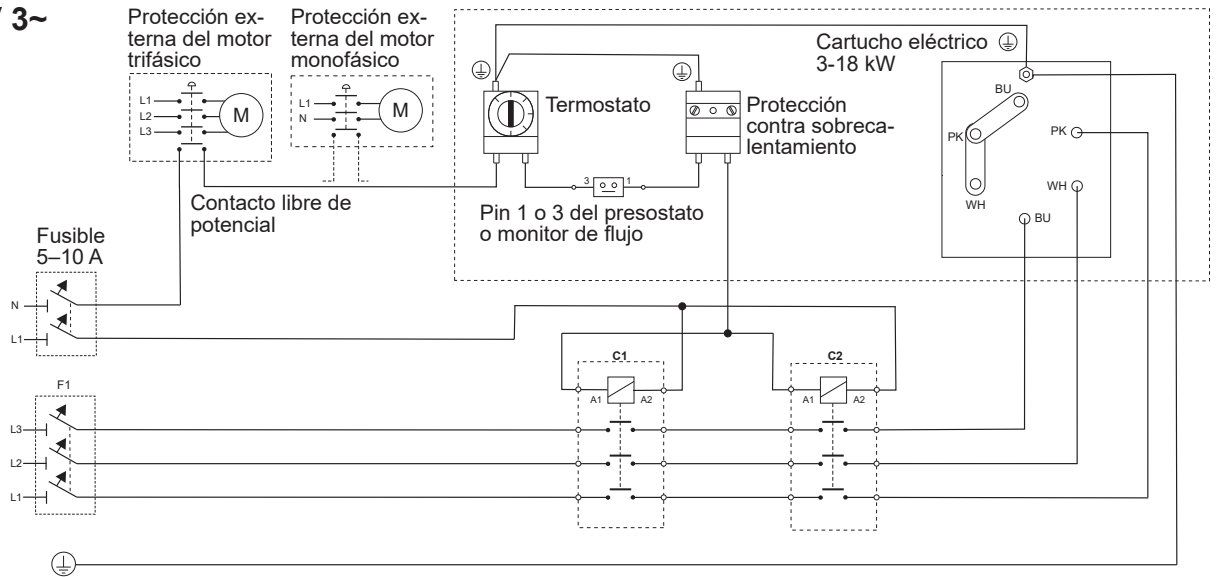 / 3~
Protección ex-
terna del motor
trifásico
Protección ex-
terna del motor
monofásico
L1
L2
L3
M
L1
N
M
Contacto libre de
potencial
Termostato
Protección
contra sobreca-
lentamiento
3
1
Pin 1 o 3 del presostato
o monitor de flujo
Cartucho eléctrico
3-18 kW
BU
PK
WH
PK
WH
BU
Fusible
5–10 A
N
L1
F1
L3
L2
L1
C1
A1
A2
C2
A1
A2